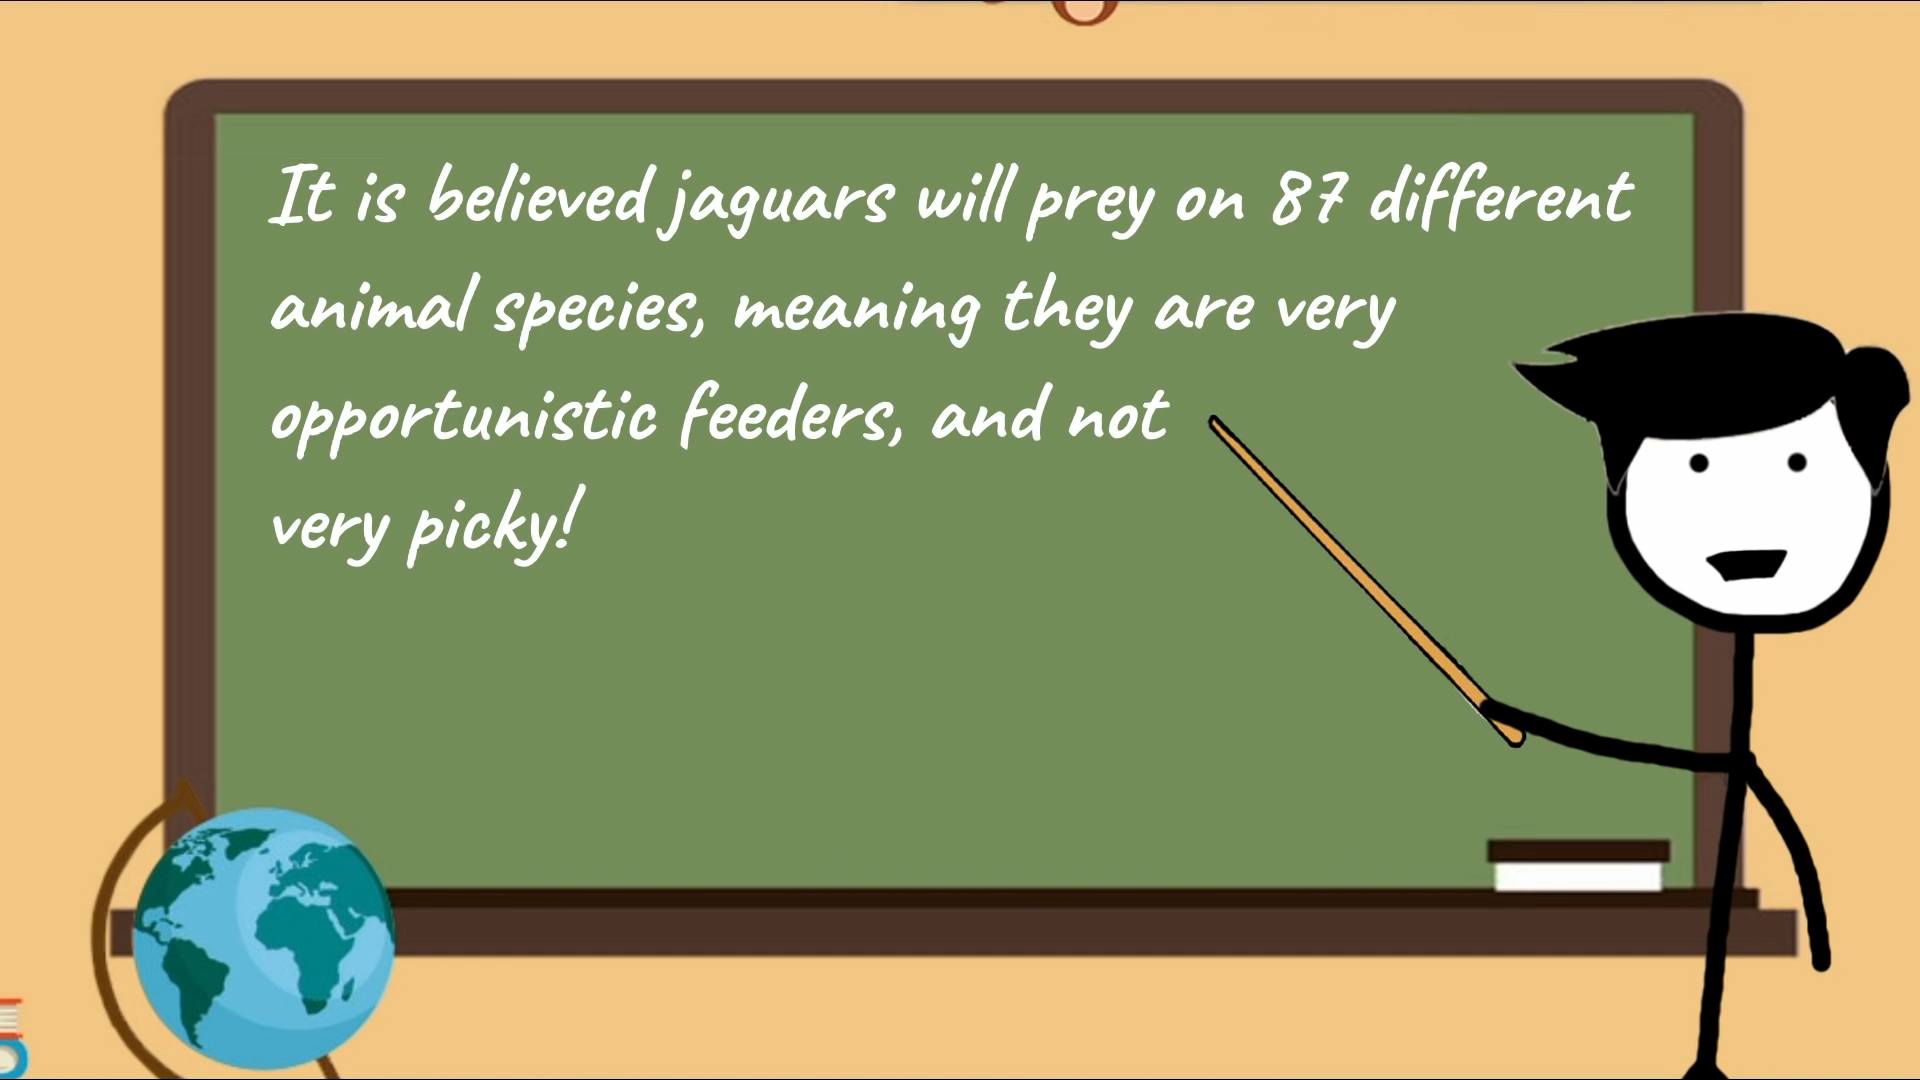 It is believed jaguars will prey on 87 different
animal species, meaning they are very
opportunistic feeders, and not
very picky!